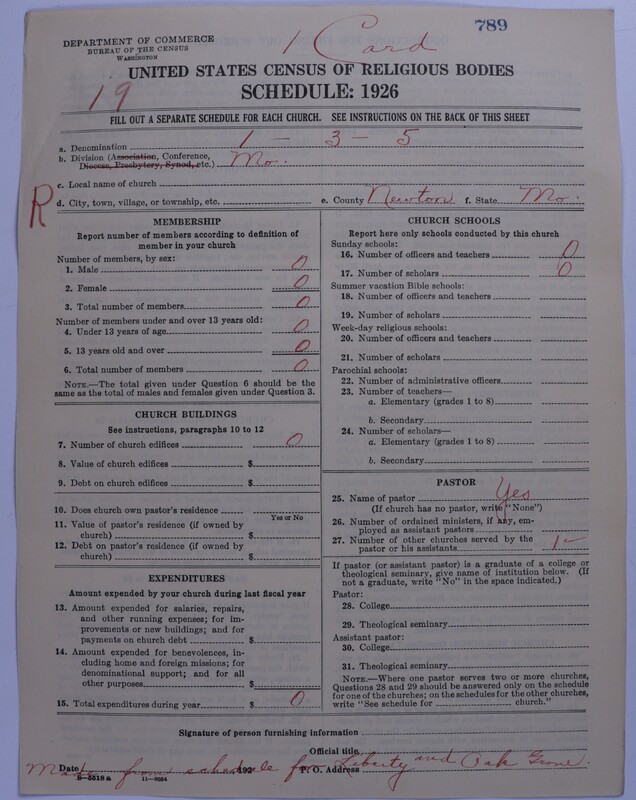 789
1 Card
DEPARTMENT OF COMMERCE
BUREAU OF THE CENSUS
WASHINGTON
UNITED STATES CENSUS OF RELIGIOUS BODIES
19
SCHEDULE: 1926
FILL OUT A SEPARATE SCHEDULE FOR EACH CHURCH. SEE INSTRUCTIONS ON THE BACK OF THIS SHEET
a. Denomination 1 - 3 - 5
b. Division (Association, Conference, Diocese, Presbytery, Synod, etc.) Mo.
c. Local name of church
R
d. City, town, village, or township, etc. e. County Newton f. State Mo.
MEMBERSHIP
Report number of members according to definition of
member in your church
Number of members, by sex:
1. Male 0
2. Female 0
3. Total number of members 0
Number of members under and over 13 years old:
4. Under 13 years of age 0
5. 13 years old and over 0
6. Total number of members 0
NOTE.—The total given under Question 6 should be
same as the total of males and females given under Question 3.
CHURCH BUILDINGS
See instructions, paragraphs 10 to 12
7. Number of church edifices 0
8. Value of church edifices $
9. Debt on church edifices $
10. Does church own pastor's residence
Yes or No
11. Value of pastor's residence (if owned by
church) $
12. Debt on pastor's residence (if owned by
church) $
EXPENDITURES
Amount expended by your church during last fiscal year
13. Amount expended for salaries, repairs,
and other running expenses; for im-
provements or new buildings; and for
payments on church debt $
14. Amount expended for benevolences, in-
cluding home and foreign missions; for
denominational support; and for all
other purposes $
15. Total expenditures during year $ 0
CHURCH SCHOOLS
Report here only schools conducted by this church
Sunday schools:
16. Number of officers and teachers 0
17. Number of scholars 0
Summer vacation Bible schools:
18. Number of officers and teachers
19. Number of scholars
Week-day religious schools:
20. Number of officers and teachers
21. Number of scholars
Parochial schools:
22. Number of administrative officers
23. Number of teachers—
a. Elementary (grades 1 to 8)
b. Secondary
24. Number of scholars—
a. Elementary (grades 1 to 8)
b. Secondary
PASTOR
25. Name of pastor Yes
(If church has no pastor, write "None")
26. Number of ordained ministers, if any, em-
ployed as assistant pastors
27. Number of other churches served by the
pastor or his assistants 1-
If pastor (or assistant pastor) is a graduate of a college or
theological seminary, give name of institution below. (If
not a graduate, write "No" in the space indicated.)
Pastor:
28. College
29. Theological seminary
Assistant pastor:
30. College
31. Theological seminary
NOTE.—Where one pastor serves two or more churches,
Questions 28 and 29 should be answered only on the schedule
for one of the churches; on schedules for the other churches,
write "See schedule for church."
Signature of person furnishing information
Official title
Date 192 P. O. Address
Made from schedule for Liberty and Oak Grove.
8-5518 a 11-9034